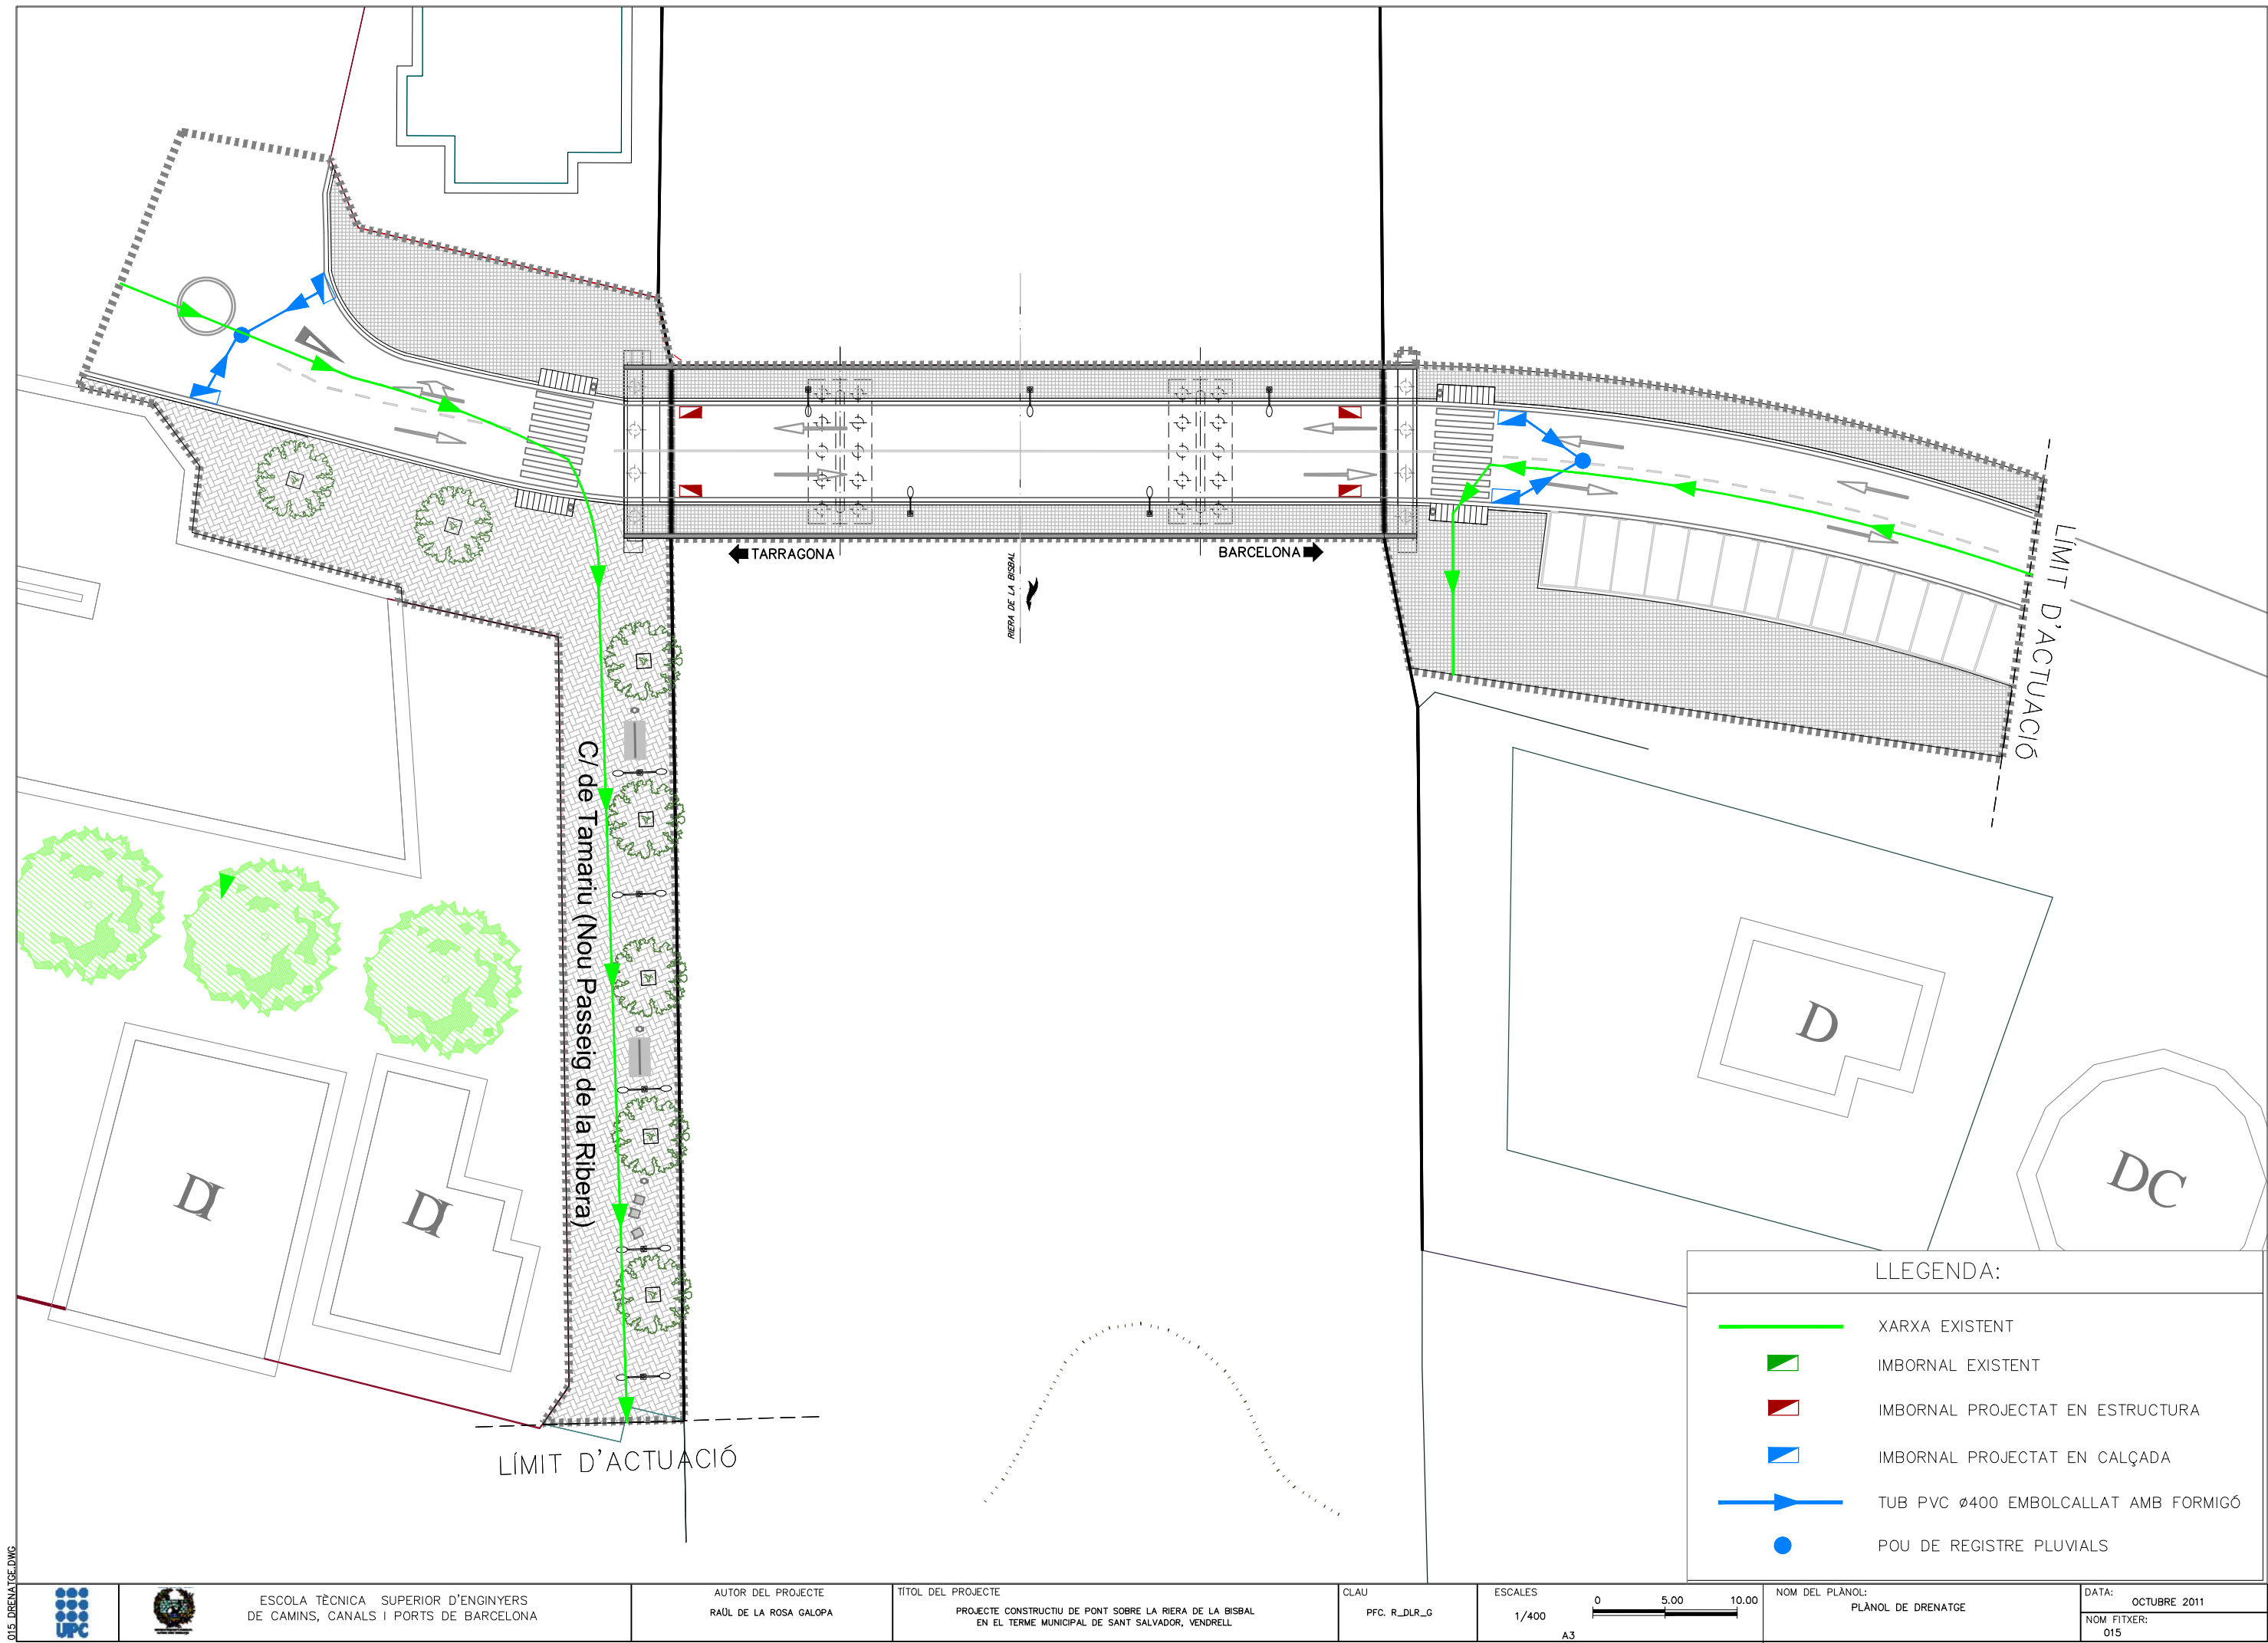 TARRAGONA
BARCELONA
RIERA DE LA BISBAL
LÍMIT D'ACTUACIÓ
C/ de Tamariu (Nou Passeig de la Ribera)
D
DC
DI
DI
LÍMIT D'ACTUACIÓ
LLEGENDA:
XARXA EXISTENT
IMBORNAL EXISTENT
IMBORNAL PROJECTAT EN ESTRUCTURA
IMBORNAL PROJECTAT EN CALÇADA
TUB PVC Ø400 EMBOLCALLAT AMB FORMIGÓ
POU DE REGISTRE PLUVIALS
015 DRENATGE.DWG
UPC
ESCOLA TÈCNICA SUPERIOR D'ENGINYERS
DE CAMINS, CANALS I PORTS DE BARCELONA
AUTOR DEL PROJECTE
RAÜL DE LA ROSA GALOPA
TÍTOL DEL PROJECTE
PROJECTE CONSTRUCTIU DE PONT SOBRE LA RIERA DE LA BISBAL
EN EL TERME MUNICIPAL DE SANT SALVADOR, VENDRELL
CLAU
PFC. R_DLR_G
ESCALES
1/400
A3
0 5.00 10.00
NOM DEL PLÀNOL:
PLÀNOL DE DRENATGE
DATA:
OCTUBRE 2011
NOM FITXER:
015